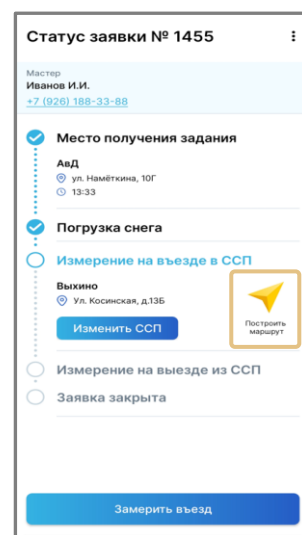 Статус заявки № 1455
Мастер
Иванов И.И.
+7 (926) 188-33-88
Место получения задания
АвД
ул. Намёткина, 10Г
13:33
Погрузка снега
Измерение на въезде в ССП
Выхино
Ул. Косинская, д.13Б
Изменить ССП
Построить
маршрут
Измерение на выезде из ССП
Заявка закрыта
Замерить въезд